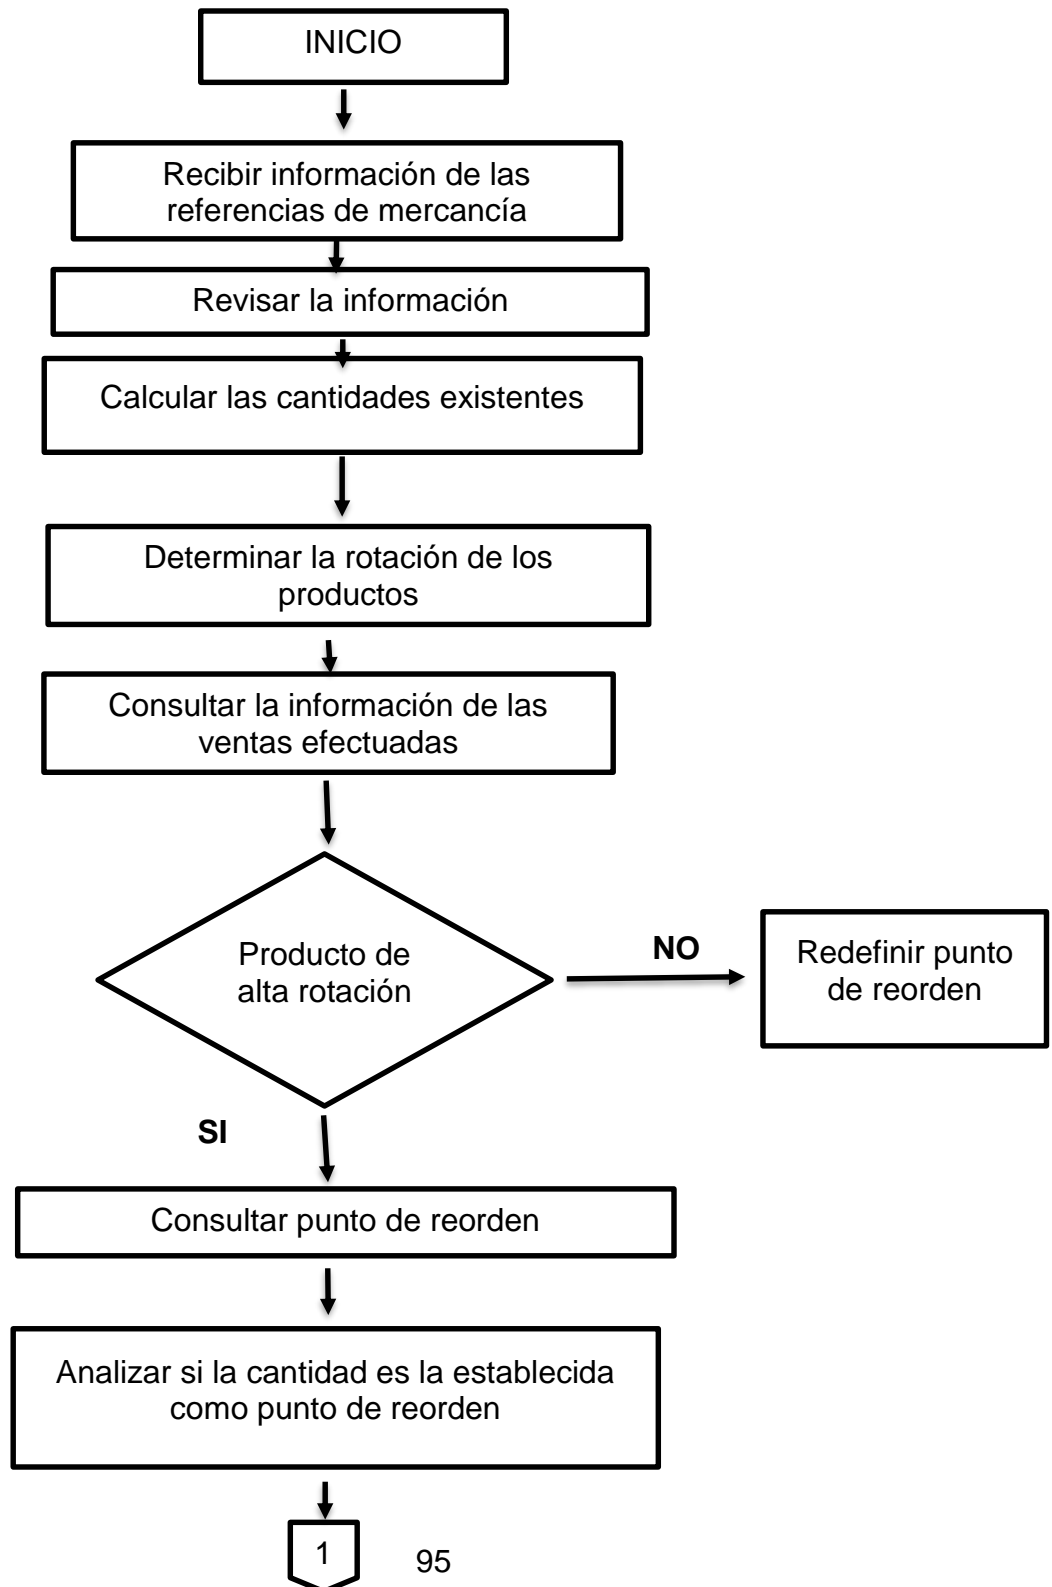 INICIO
Recibir información de las
referencias de mercancía
Revisar la información
Calcular las cantidades existentes
Determinar la rotación de los
productos
Consultar la información de las
ventas efectuadas
Producto de
alta rotación
NO
Redefinir punto
de reorden
SI
Consultar punto de reorden
Analizar si la cantidad es la establecida
como punto de reorden
1
95